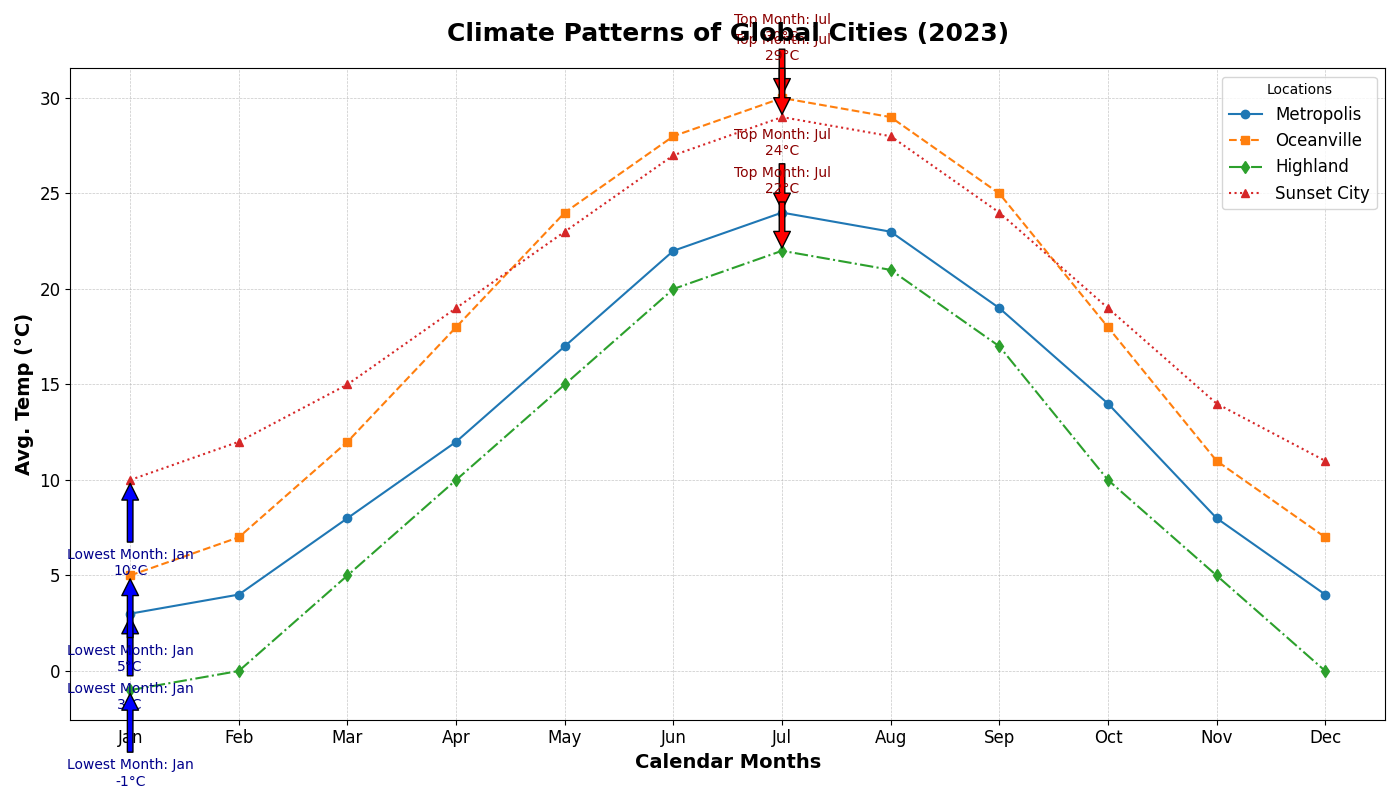 Top Month: Jul
Climate Patterns of Global Cities (2023)
Top Month: Jul
29°C
Locations
Metropolis
Oceanville
Highland
Sunset City
Top Month: Jul
24°C
Top Month: Jul
22°C
Avg. Temp (°C)
30
25
20
15
10
5
0
Lowest Month: Jan
10°C
Lowest Month: Jan
5°C
Lowest Month: Jan
3°C
Jan
Feb
Mar
Apr
May
Jun
Jul
Aug
Sep
Oct
Nov
Dec
Calendar Months
Lowest Month: Jan
-1°C